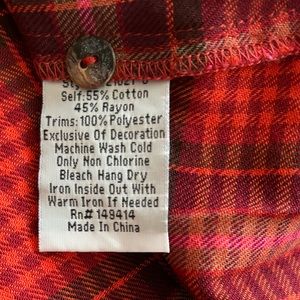 Self:55% Cotton
45% Rayon
Trims:100% Polyester
Exclusive Of Decoration
Machine Wash Cold
Only Non Chlorine
Bleach Hang Dry
Iron Inside Out With
Warm Iron If Needed
Rn# 149414
Made In China